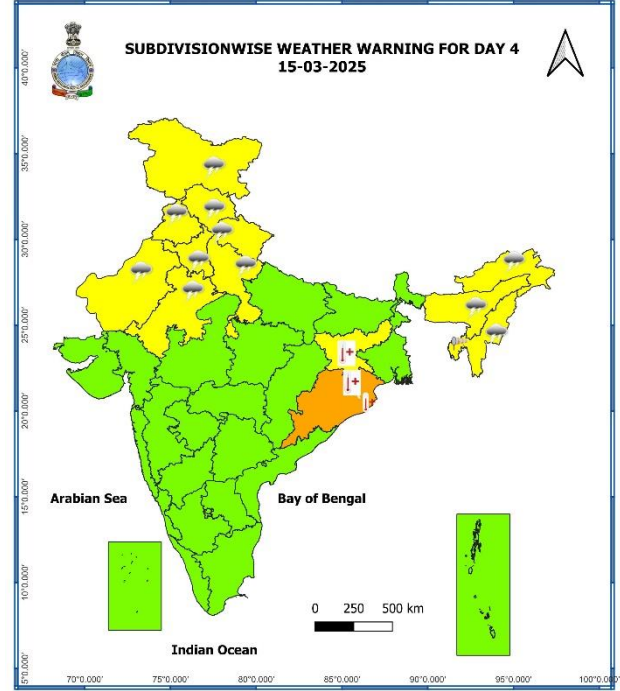 SUBDIVISIONWISE WEATHER WARNING FOR DAY 4
15-03-2025
40°0.000'
35°0.000'
30°0.000'
25°0.000'
20°0.000'
15°0.000'
10°0.000'
5°0.000'
Arabian Sea
Bay of Bengal
0 250 500 km
Indian Ocean
70°0.000' 75°0.000' 80°0.000' 85°0.000' 90°0.000' 95°0.000' 100°0.000'